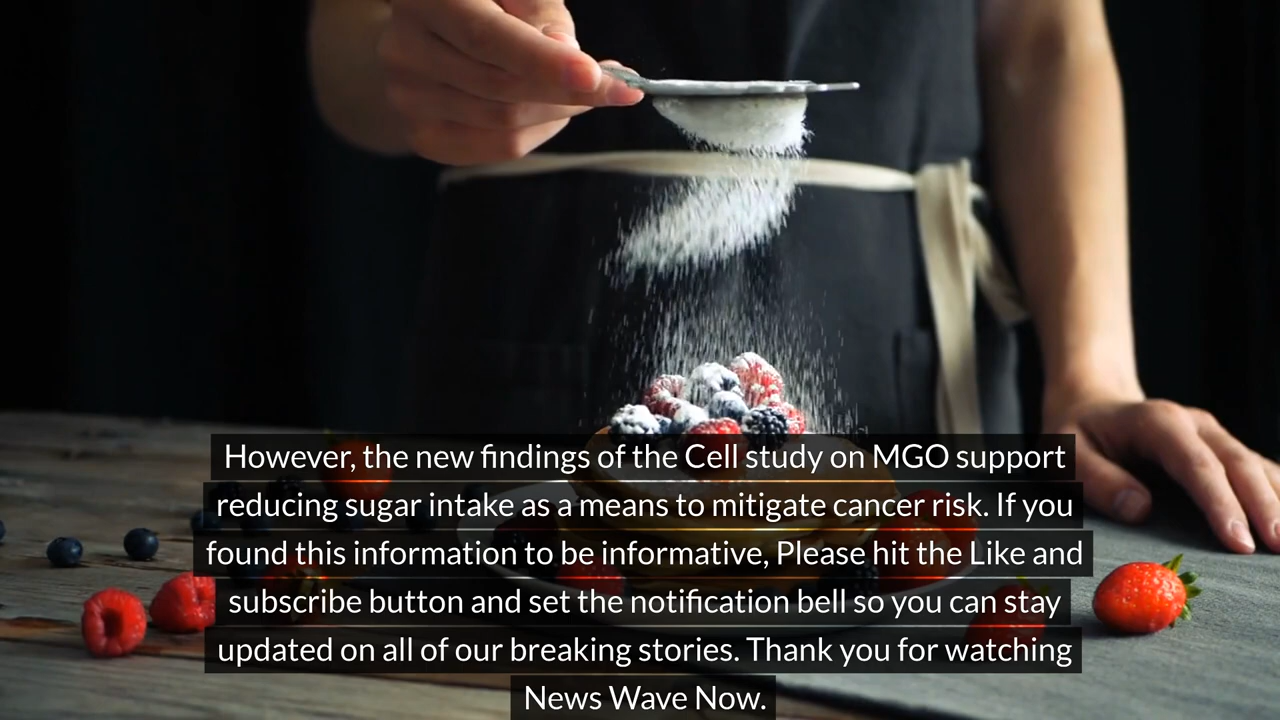 However, the new findings of the Cell study on MGO support
reducing sugar intake as a means to mitigate cancer risk. If you
found this information to be informative, Please hit the Like and
subscribe button and set the notification bell so you can stay
updated on all of our breaking stories. Thank you for watching
News Wave Now.